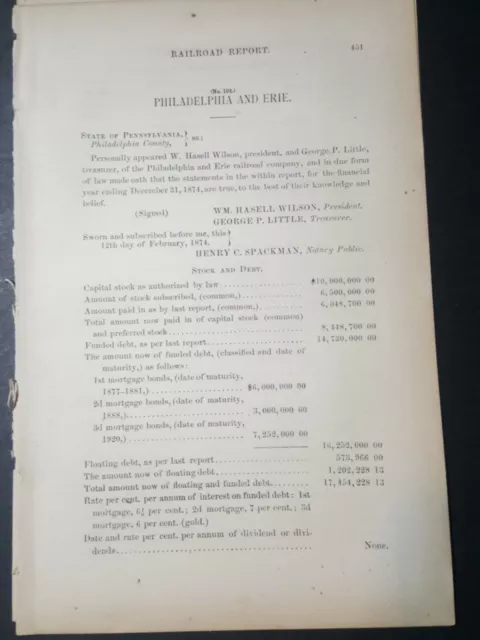 RAILROAD REPORT. 451
(No. 102.)
PHILADELPHIA AND ERIE.
STATE OF PENNSYLVANIA, } ss:
Philadelphia County, }
Personally appeared W. Hasell Wilson, president, and George P. Little,
treasurer, of the Philadelphia and Erie railroad company, and in due form
of law made oath that the statements in the within report, for the financial
year ending December 31, 1874, are true, to the best of their knowledge and
belief.
(Signed) WM. HASELL WILSON, President.
GEORGE P. LITTLE, Treasurer.
Sworn and subscribed before me, this }
12th day of February, 1874. }
HENRY C. SPACKMAN, Notary Public.
STOCK AND DEBT.
Capital stock as authorized by law ..................... $10,000,000 00
Amount of stock subscribed, (common,) .................. 6,500,000 00
Amount paid in as by last report, (common,) ............ 6,048,700 00
Total amount now paid in of capital stock (common)
and preferred stock .................. 8,448,700 00
Funded debt, as per last report .................. 14,730,000 00
The amount now of funded debt, (classified and date of
maturity,) as follows:
1st mortgage bonds, (date of maturity,
1877-1881,) .................. $6,000,000 00
2d mortgage bonds, (date of maturity,
1888,) .................. 3,000,000 00
3d mortgage bonds, (date of maturity,
1920,) .................. 7,252,000 00
16,252,000 00
Floating debt, as per last report .................. 573,966 00
The amount now of floating debt .................. 1,202,228 13
Total amount now of floating and funded debt .................. 17,454,228 13
Rate per cent. per annum of interest on funded debt: 1st
mortgage, 6½ per cent.; 2d mortgage, 7 per cent.; 3d
mortgage, 6 per cent. (gold.)
Date and rate per cent. per annum of dividend or divi-
dends .................. None.